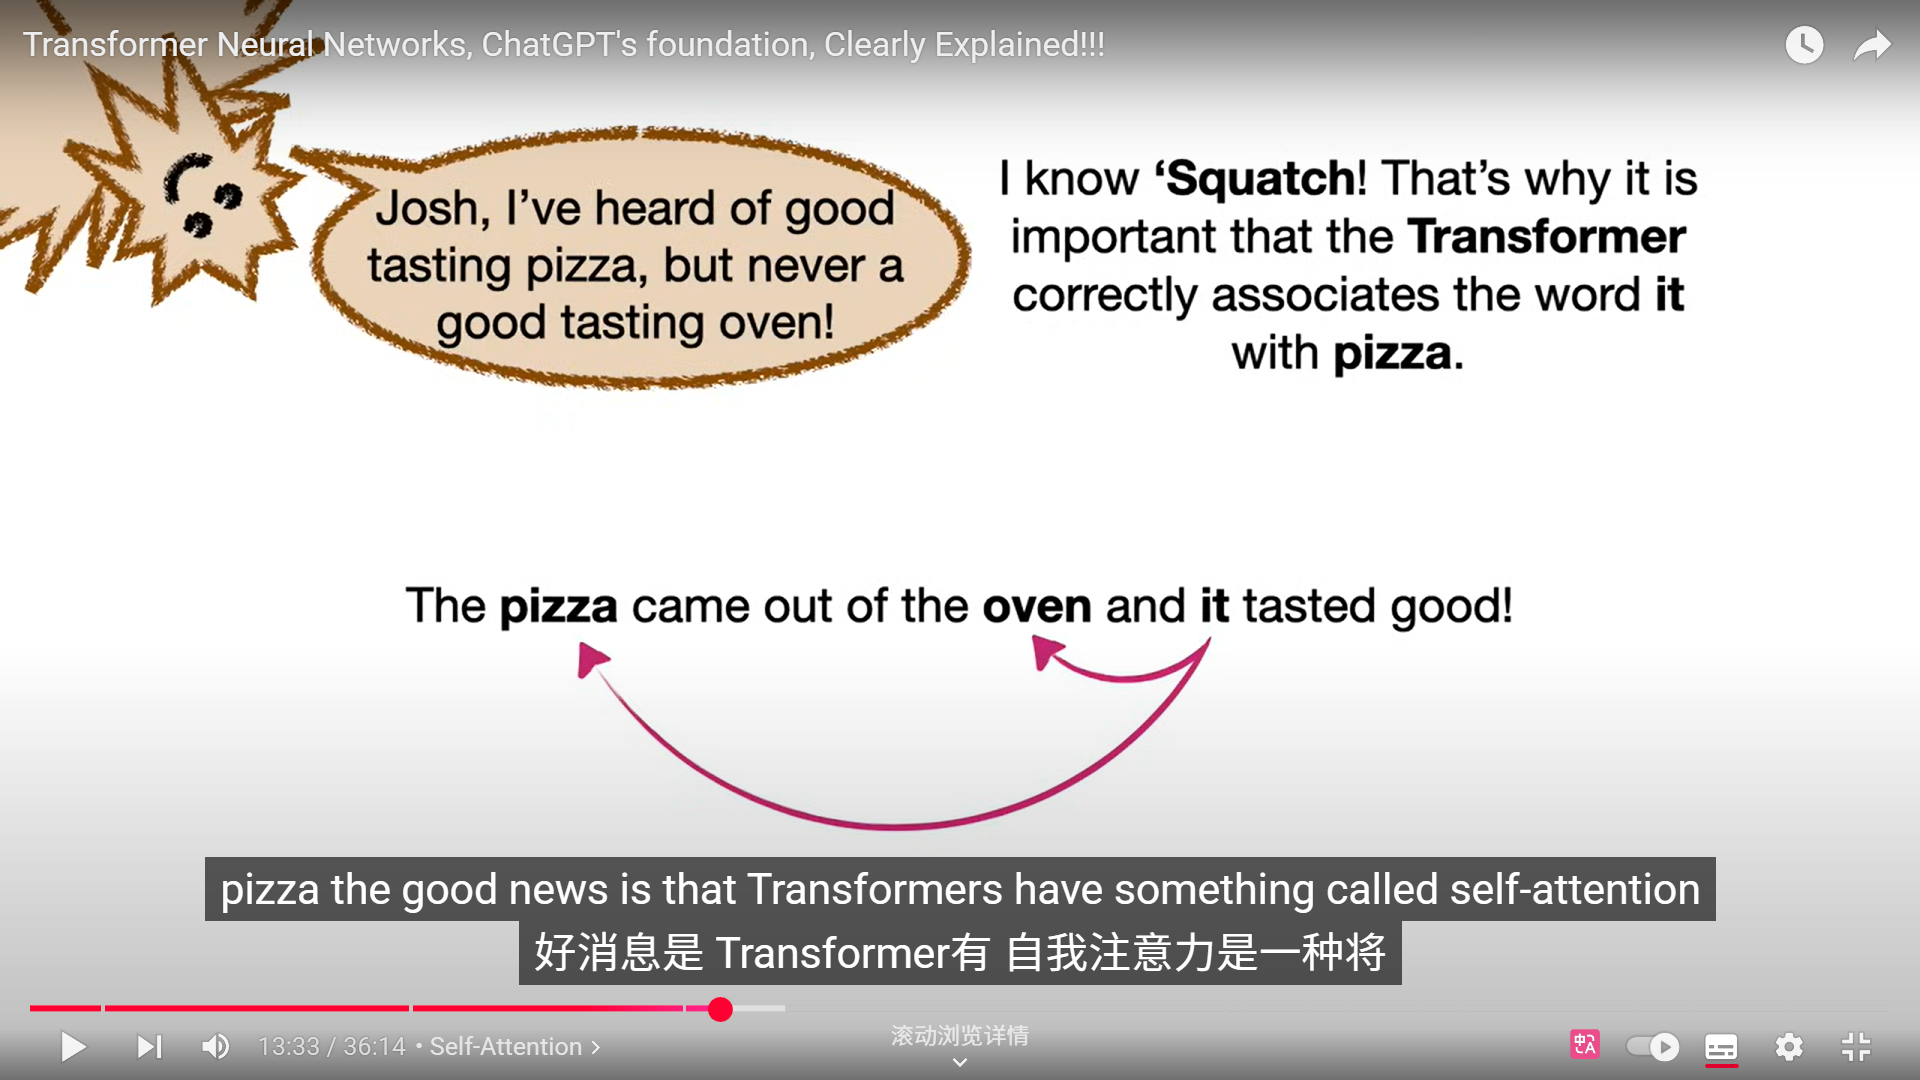 Transformer Neural Networks, ChatGPT's foundation, Clearly Explained!!!
Josh, I’ve heard of good
tasting pizza, but never a
good tasting oven!
I know ‘Squatch! That’s why it is
important that the Transformer
correctly associates the word it
with pizza.
The pizza came out of the oven and it tasted good!
pizza the good news is that Transformers have something called self-attention
好消息是 Transformer有 自我注意力是一种将
13:33 / 36:14 • Self-Attention
滚动浏览详情
中 A